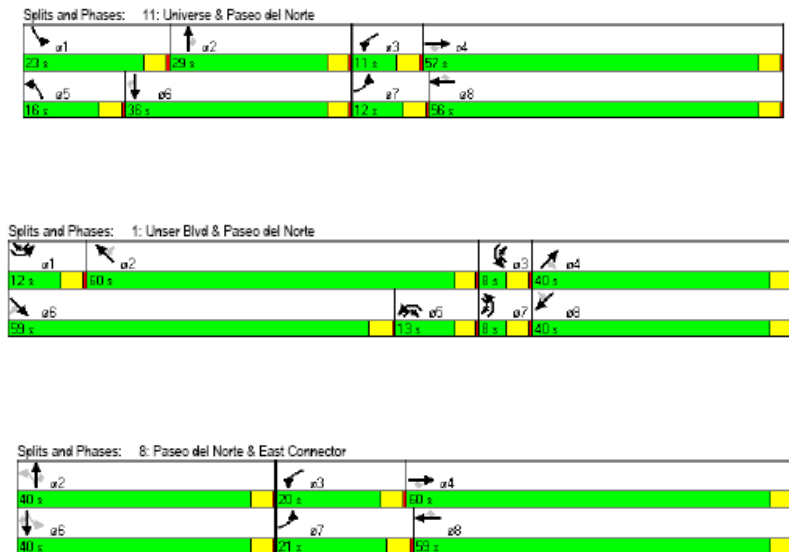 Splits and Phases: 11: Universe & Paseo del Norte
ø1 ø2 ø3 ø4
23 s 29 s 11 s 57 s
ø5 ø6 ø7 ø8
16 s 36 s 12 s 56 s
Splits and Phases: 1: Unser Blvd & Paseo del Norte
ø1 ø2 ø3 ø4
12 s 60 s 8 s 40 s
ø6 ø5 ø7 ø8
59 s 13 s 8 s 40 s
Splits and Phases: 8: Paseo del Norte & East Connector
ø2 ø3 ø4
40 s 20 s 60 s
ø6 ø7 ø8
40 s 21 s 59 s